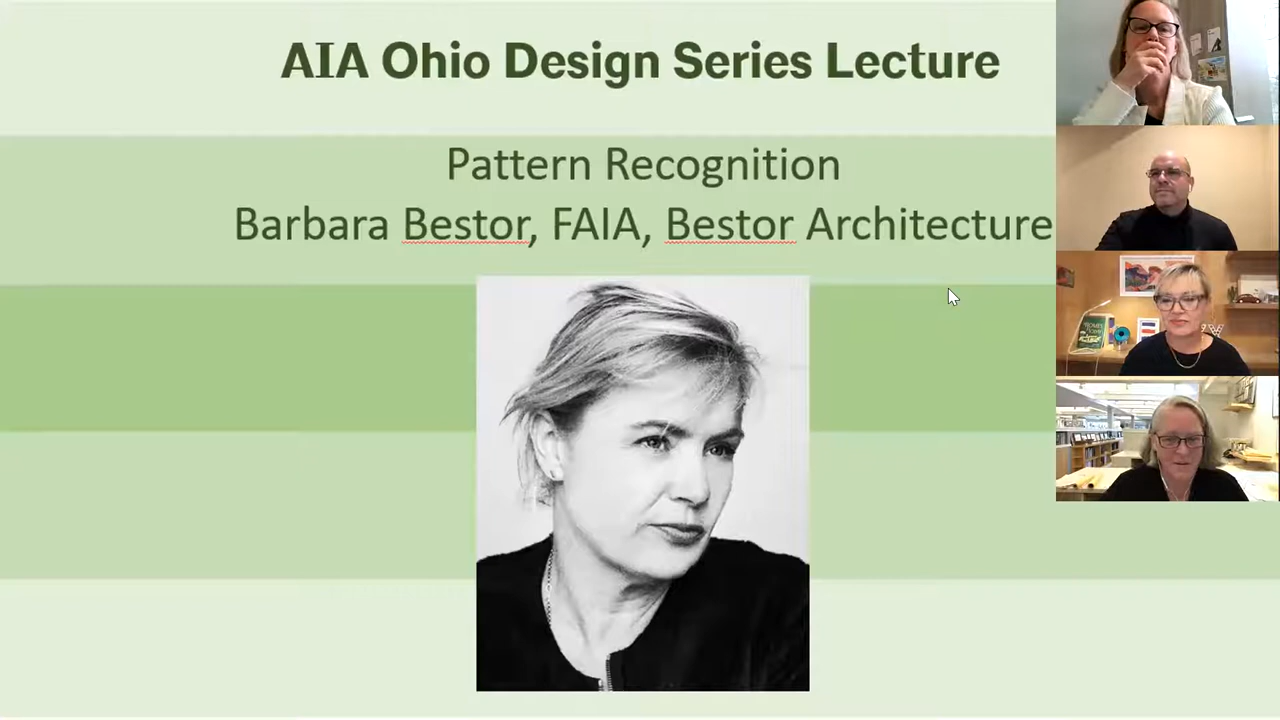 AIA Ohio Design Series Lecture
Pattern Recognition
Barbara Bestor, FAIA, Bestor Architecture